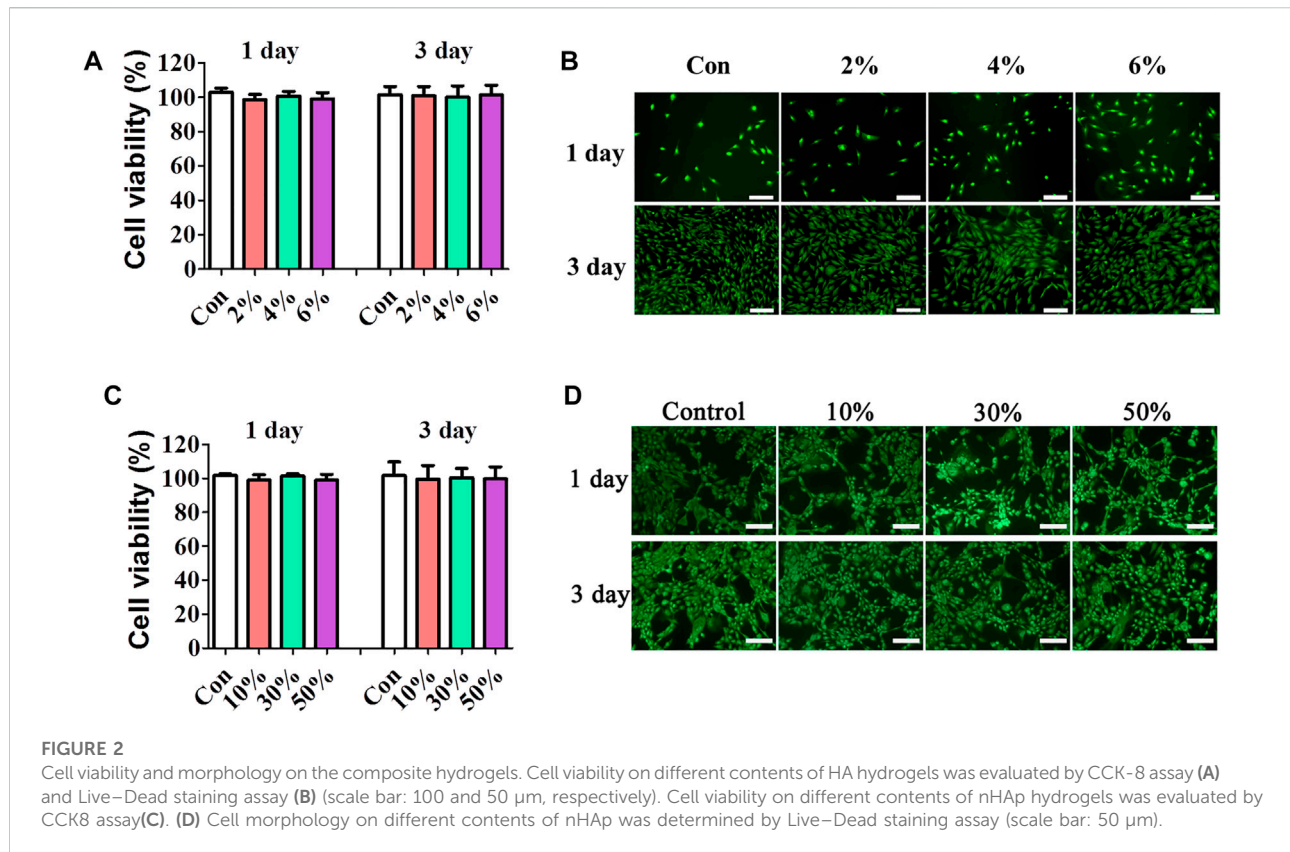 A
1 day
3 day
Cell viability (%)
120
100
80
60
40
20
0
Con
2%
4%
6%
Con
2%
4%
6%
B
Con
2%
4%
6%
1 day
3 day
C
1 day
3 day
Cell viability (%)
120
100
80
60
40
20
0
Con
10%
30%
50%
Con
10%
30%
50%
D
Control
10%
30%
50%
1 day
3 day
FIGURE 2
Cell viability and morphology on the composite hydrogels. Cell viability on different contents of HA hydrogels was evaluated by CCK-8 assay (A)
and Live–Dead staining assay (B) (scale bar: 100 and 50 μm, respectively). Cell viability on different contents of nHAp hydrogels was evaluated by
CCK8 assay(C). (D) Cell morphology on different contents of nHAp was determined by Live–Dead staining assay (scale bar: 50 μm).